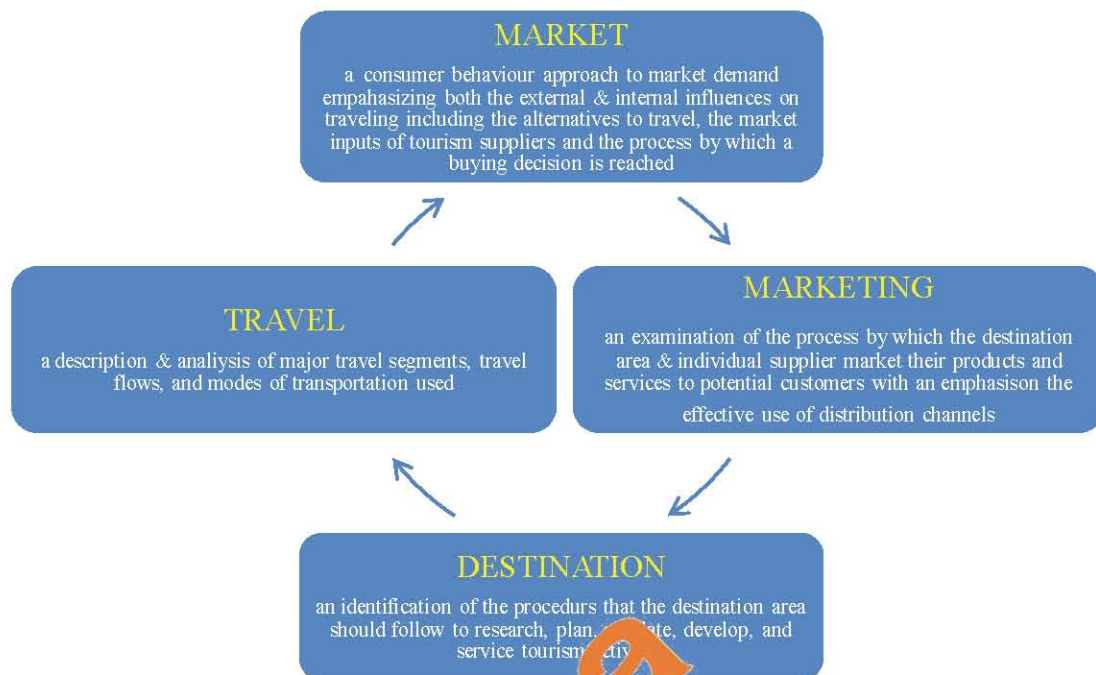 MARKET
a consumer behaviour approach to market demand
empahasizing both the external & internal influences on
traveling including the alternatives to travel, the market
inputs of tourism suppliers and the process by which a
buying decision is reached
TRAVEL
a description & analiysis of major travel segments, travel
flows, and modes of transportation used
MARKETING
an examination of the process by which the destination
area & individual supplier market their products and
services to potential customers with an emphasison the
effective use of distribution channels
DESTINATION
an identification of the procedurs that the destination area
should follow to research, plan, develop, and
service tourism